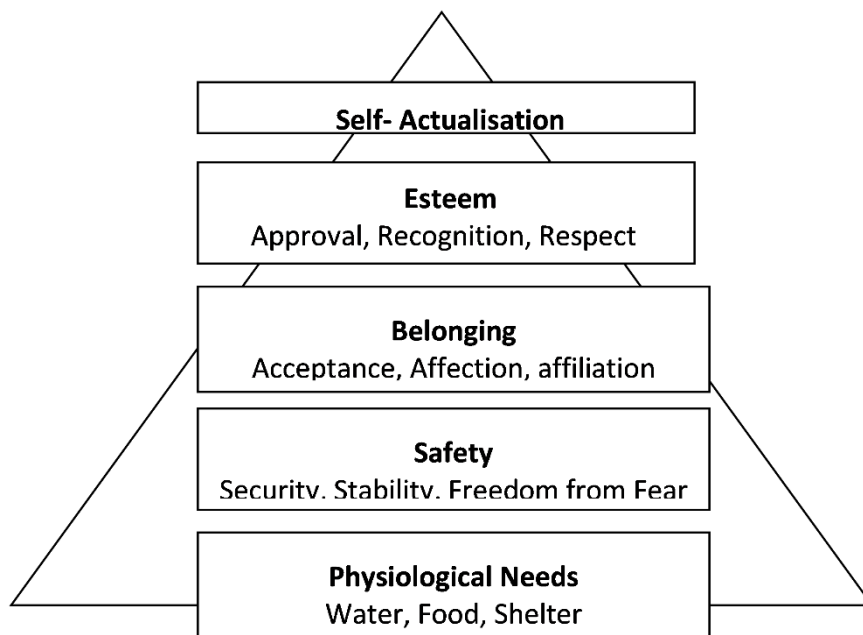 Self- Actualisation
Esteem
Approval, Recognition, Respect
Belonging
Acceptance, Affection, affiliation
Safety
Security, Stability, Freedom from Fear
Physiological Needs
Water, Food, Shelter